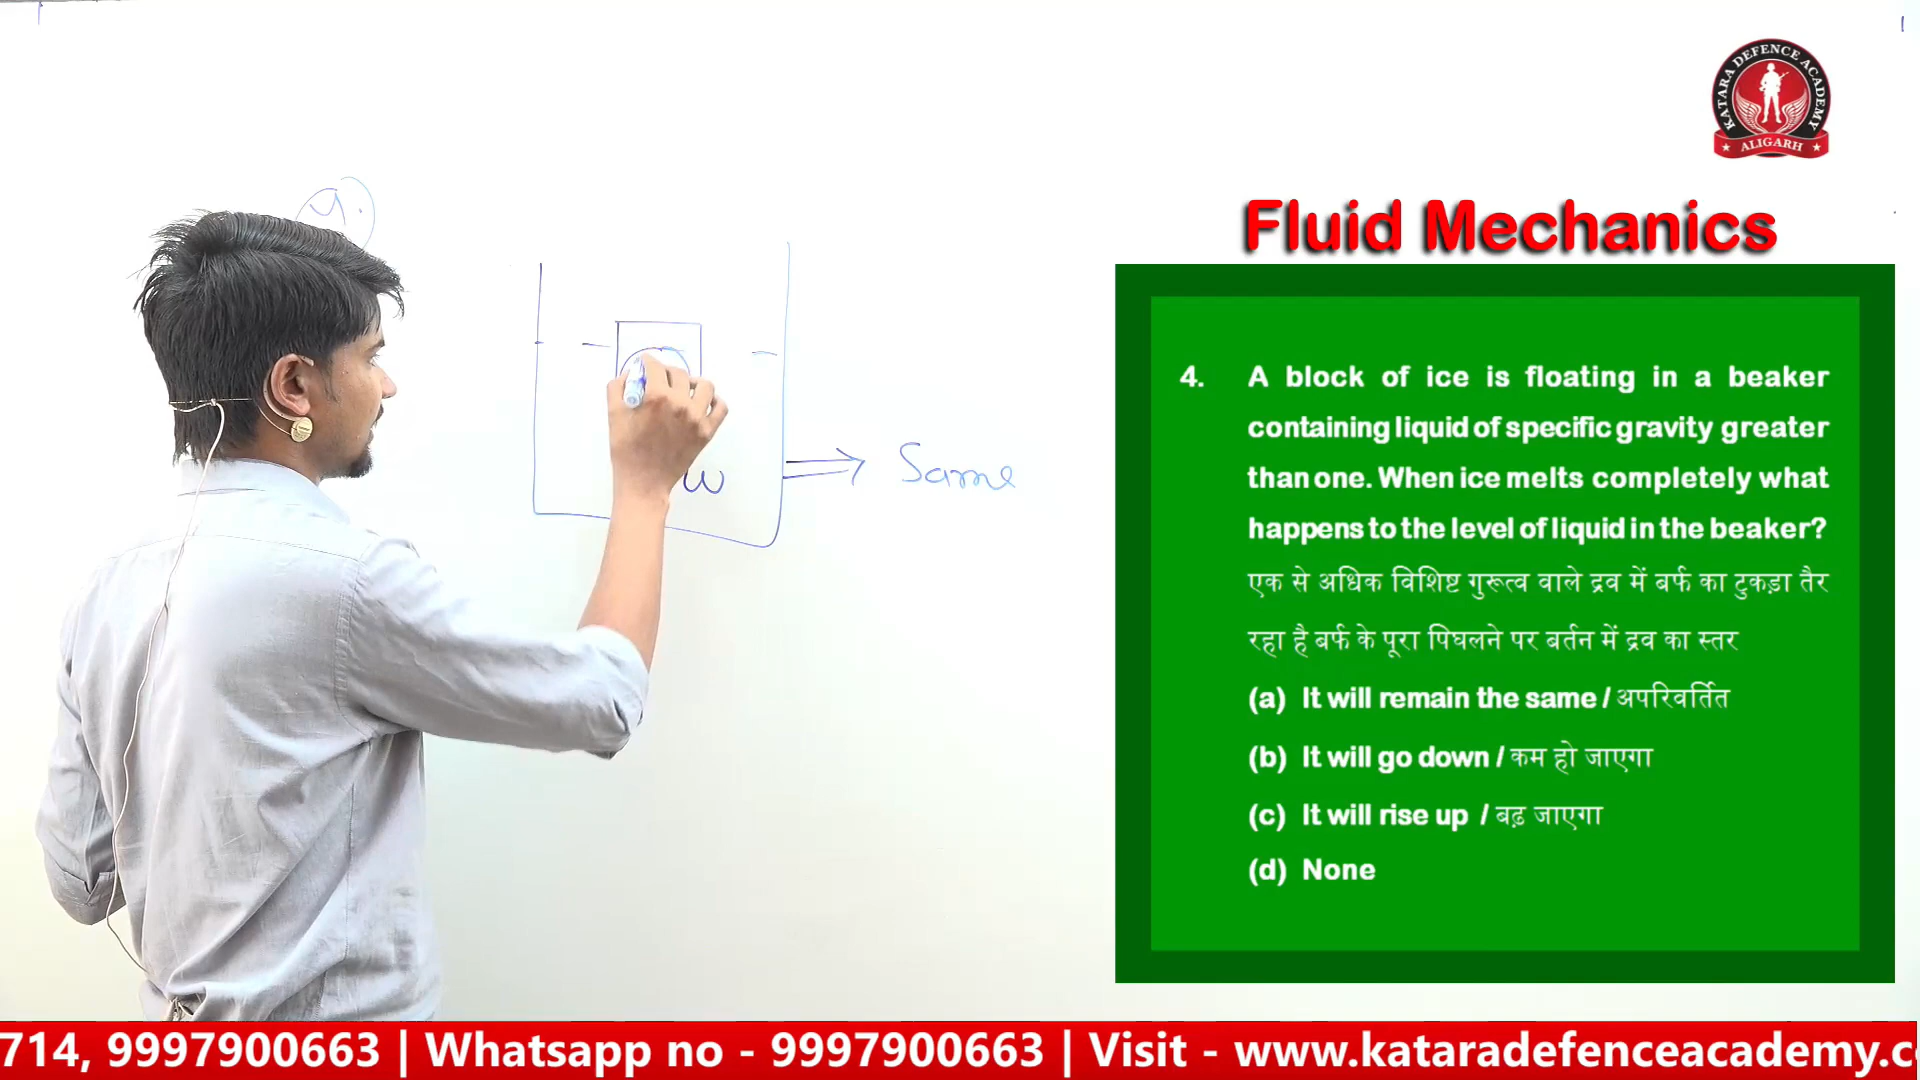 KATARA DEFENCE ACADEMY
ALIGARH
Fluid Mechanics
4. A block of ice is floating in a beaker
containing liquid of specific gravity greater
than one. When ice melts completely what
happens to the level of liquid in the beaker?
एक से अधिक विशिष्ट गुरूत्व वाले द्रव में बर्फ का टुकड़ा तैर
रहा है बर्फ के पूरा पिघलने पर बर्तन में द्रव का स्तर
(a) It will remain the same / अपरिवर्तित
(b) It will go down / कम हो जाएगा
(c) It will rise up / बढ़ जाएगा
(d) None
w
Same
714, 9997900663 | Whatsapp no - 9997900663 | Visit - www.kataradefenceacademy.c